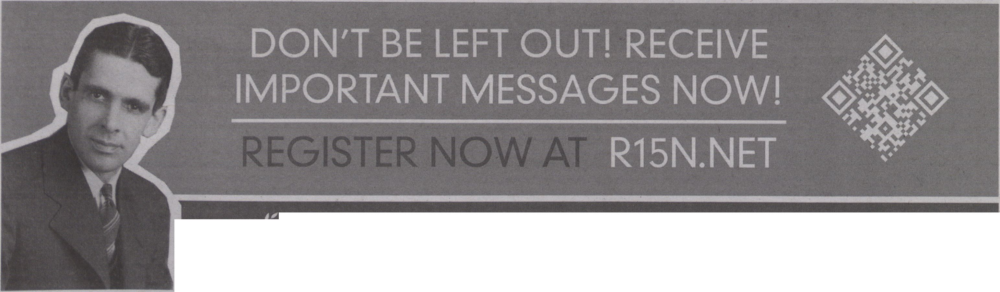 DON'T BE LEFT OUT! RECEIVE
IMPORTANT MESSAGES NOW!
REGISTER NOW AT R15N.NET